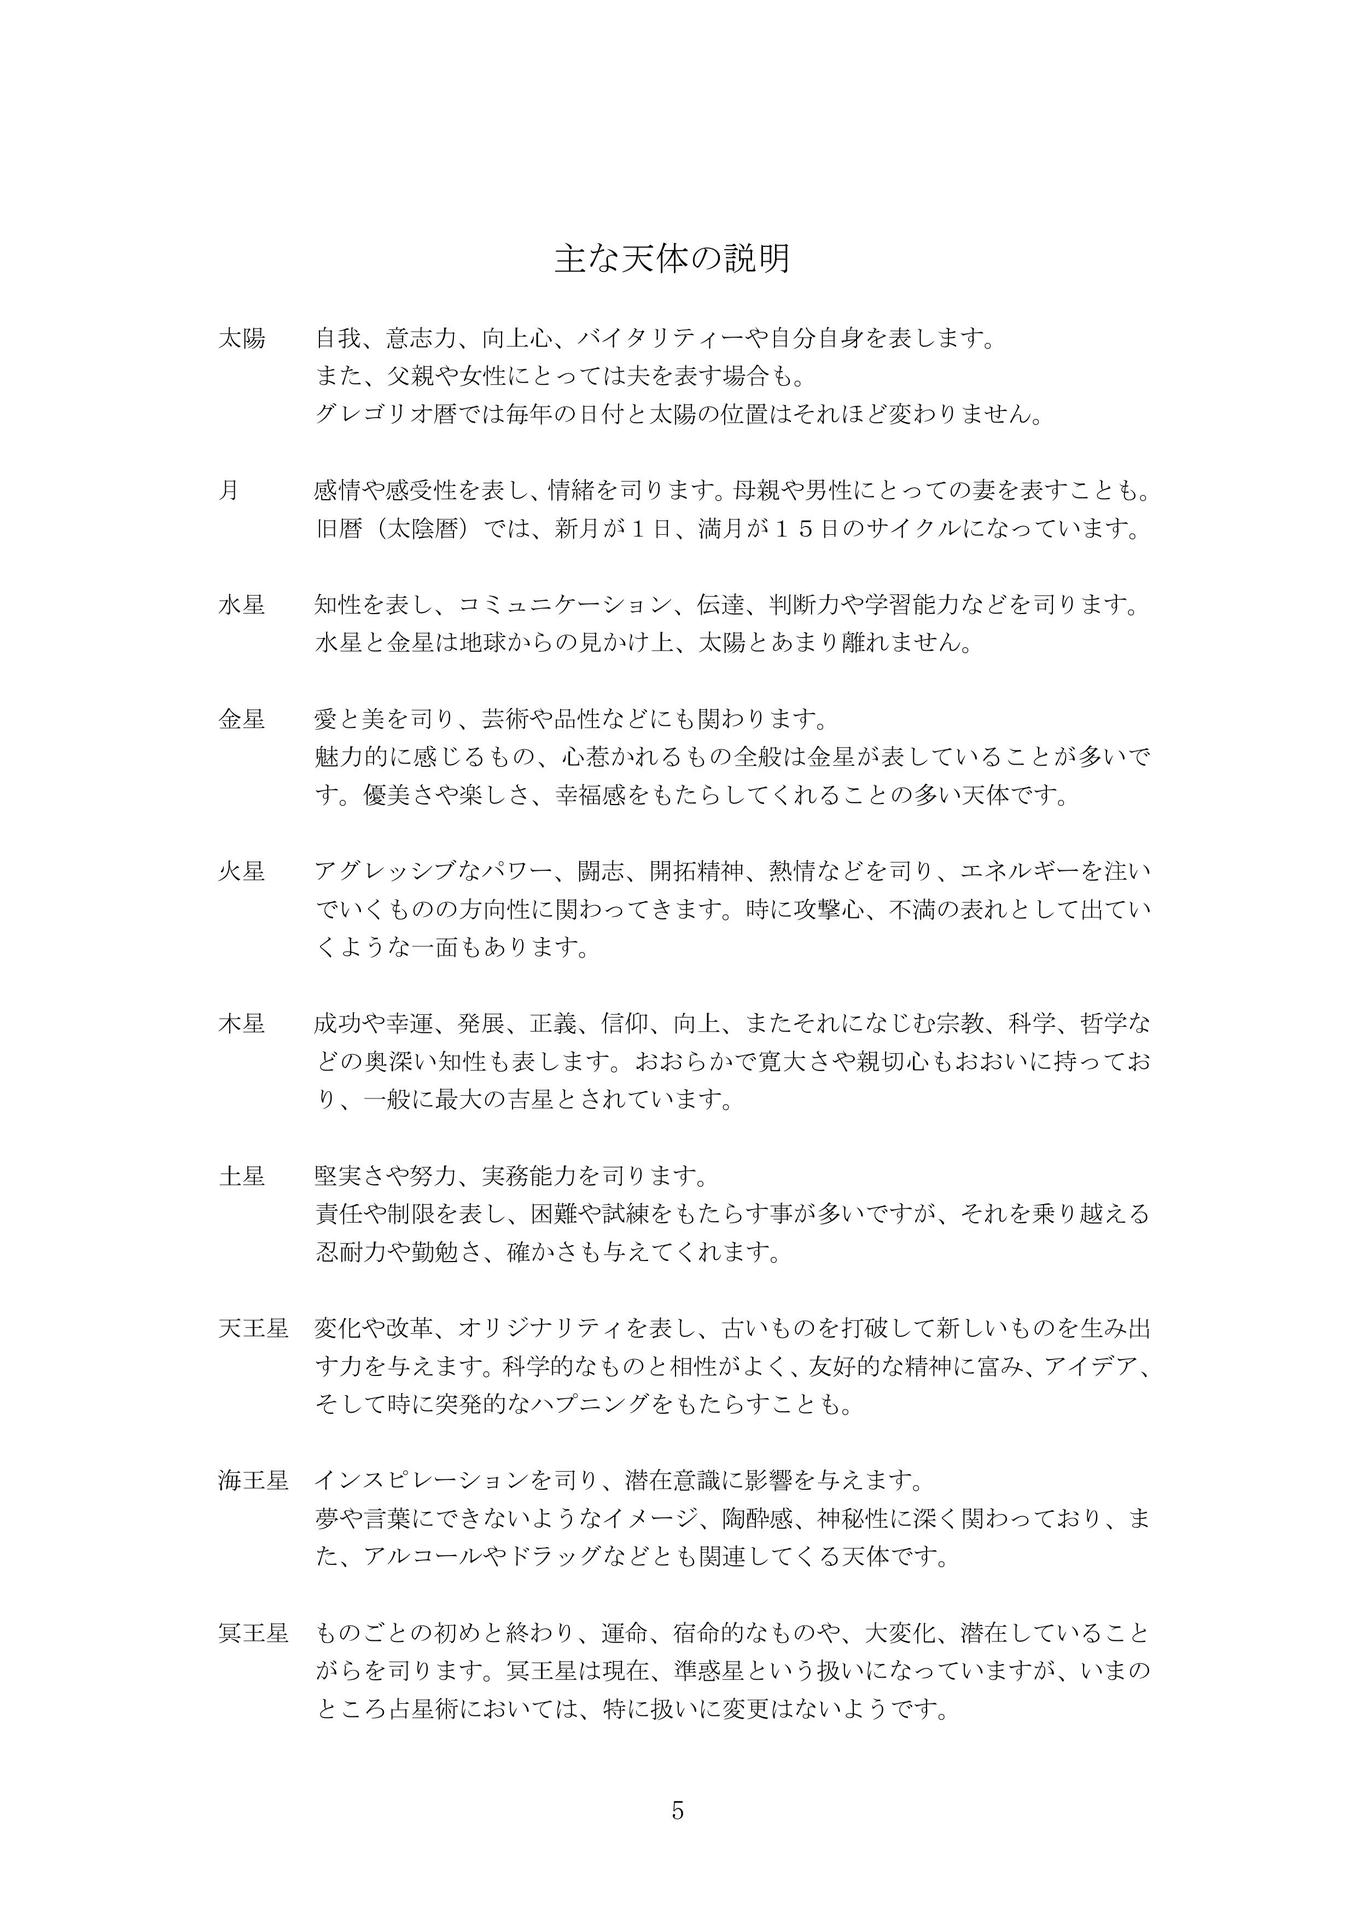 主な天体の説明
太陽　　自我、意志力、向上心、バイタリティーや自分自身を表します。
また、父親や女性にとっては夫を表す場合も。
グレゴリオ暦では毎年の日付と太陽の位置はそれほど変わりません。
月　　　感情や感受性を表し、情緒を司ります。母親や男性にとっての妻を表すことも。
旧暦（太陰暦）では、新月が１日、満月が１５日のサイクルになっています。
水星　　知性を表し、コミュニケーション、伝達、判断力や学習能力などを司ります。
水星と金星は地球からの見かけ上、太陽とあまり離れません。
金星　　愛と美を司り、芸術や品性などにも関わります。
魅力的に感じるもの、心惹かれるもの全般は金星が表していることが多いで
す。優美さや楽しさ、幸福感をもたらしてくれることの多い天体です。
火星　　アグレッシブなパワー、闘志、開拓精神、熱情などを司り、エネルギーを注い
でいくものの方向性に関わってきます。時に攻撃心、不満の表れとして出てい
くような一面もあります。
木星　　成功や幸運、発展、正義、信仰、向上、またそれになじむ宗教、科学、哲学な
どの奥深い知性も表します。おおらかで寛大さや親切心もおおいに持ってお
り、一般に最大の吉星とされています。
土星　　堅実さや努力、実務能力を司ります。
責任や制限を表し、困難や試練をもたらす事が多いですが、それを乗り越える
忍耐力や勤勉さ、確かさも与えてくれます。
天王星　変化や改革、オリジナリティを表し、古いものを打破して新しいものを生み出
す力を与えます。科学的なものと相性がよく、友好的な精神に富み、アイデア、
そして時に突発的なハプニングをもたらすことも。
海王星　インスピレーションを司り、潜在意識に影響を与えます。
夢や言葉にできないようなイメージ、陶酔感、神秘性に深く関わっており、ま
た、アルコールやドラッグなどとも関連してくる天体です。
冥王星　ものごとの初めと終わり、運命、宿命的なものや、大変化、潜在していること
がらを司ります。冥王星は現在、準惑星という扱いになっていますが、いまの
ところ占星術においては、特に扱いに変更はないようです。
5